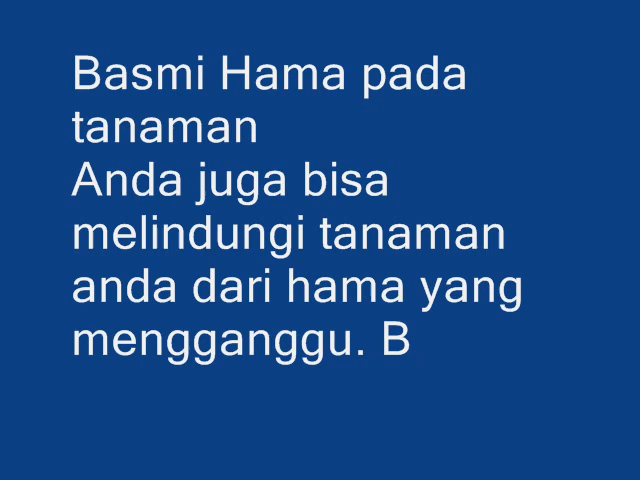 Basmi Hama pada
tanaman
Anda juga bisa
melindungi tanaman
anda dari hama yang
mengganggu. B